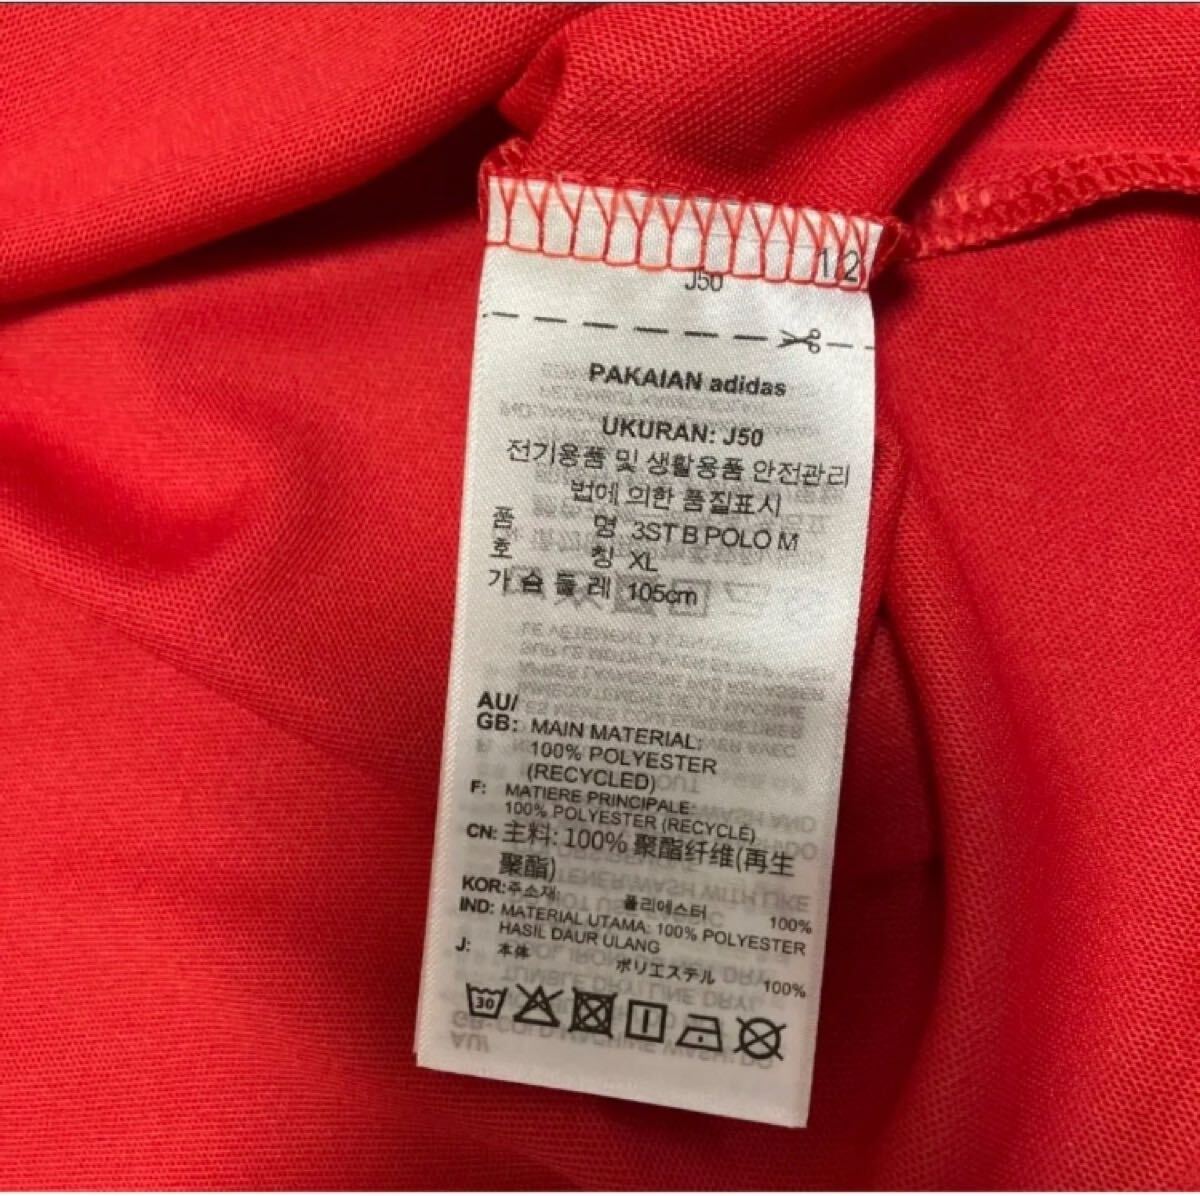 1/2
J50
PAKAIAN adidas
UKURAN: J50
전기용품 및 생활용품 안전관리
법에 의한 품질표시
품 명 3ST B POLO M
호 칭 XL
가 슴 둘 레 105cm
AU/
GB: MAIN MATERIAL:
100% POLYESTER
(RECYCLED)
F: MATIERE PRINCIPALE:
100% POLYESTER (RECYCLÉ)
CN: 主料: 100% 聚酯纤维(再生
聚酯)
KOR: 주소재 폴리에스터 100%
IND: MATERIAL UTAMA: 100% POLYESTER
HASIL DAUR ULANG
J: 本体 ポリエステル 100%
30